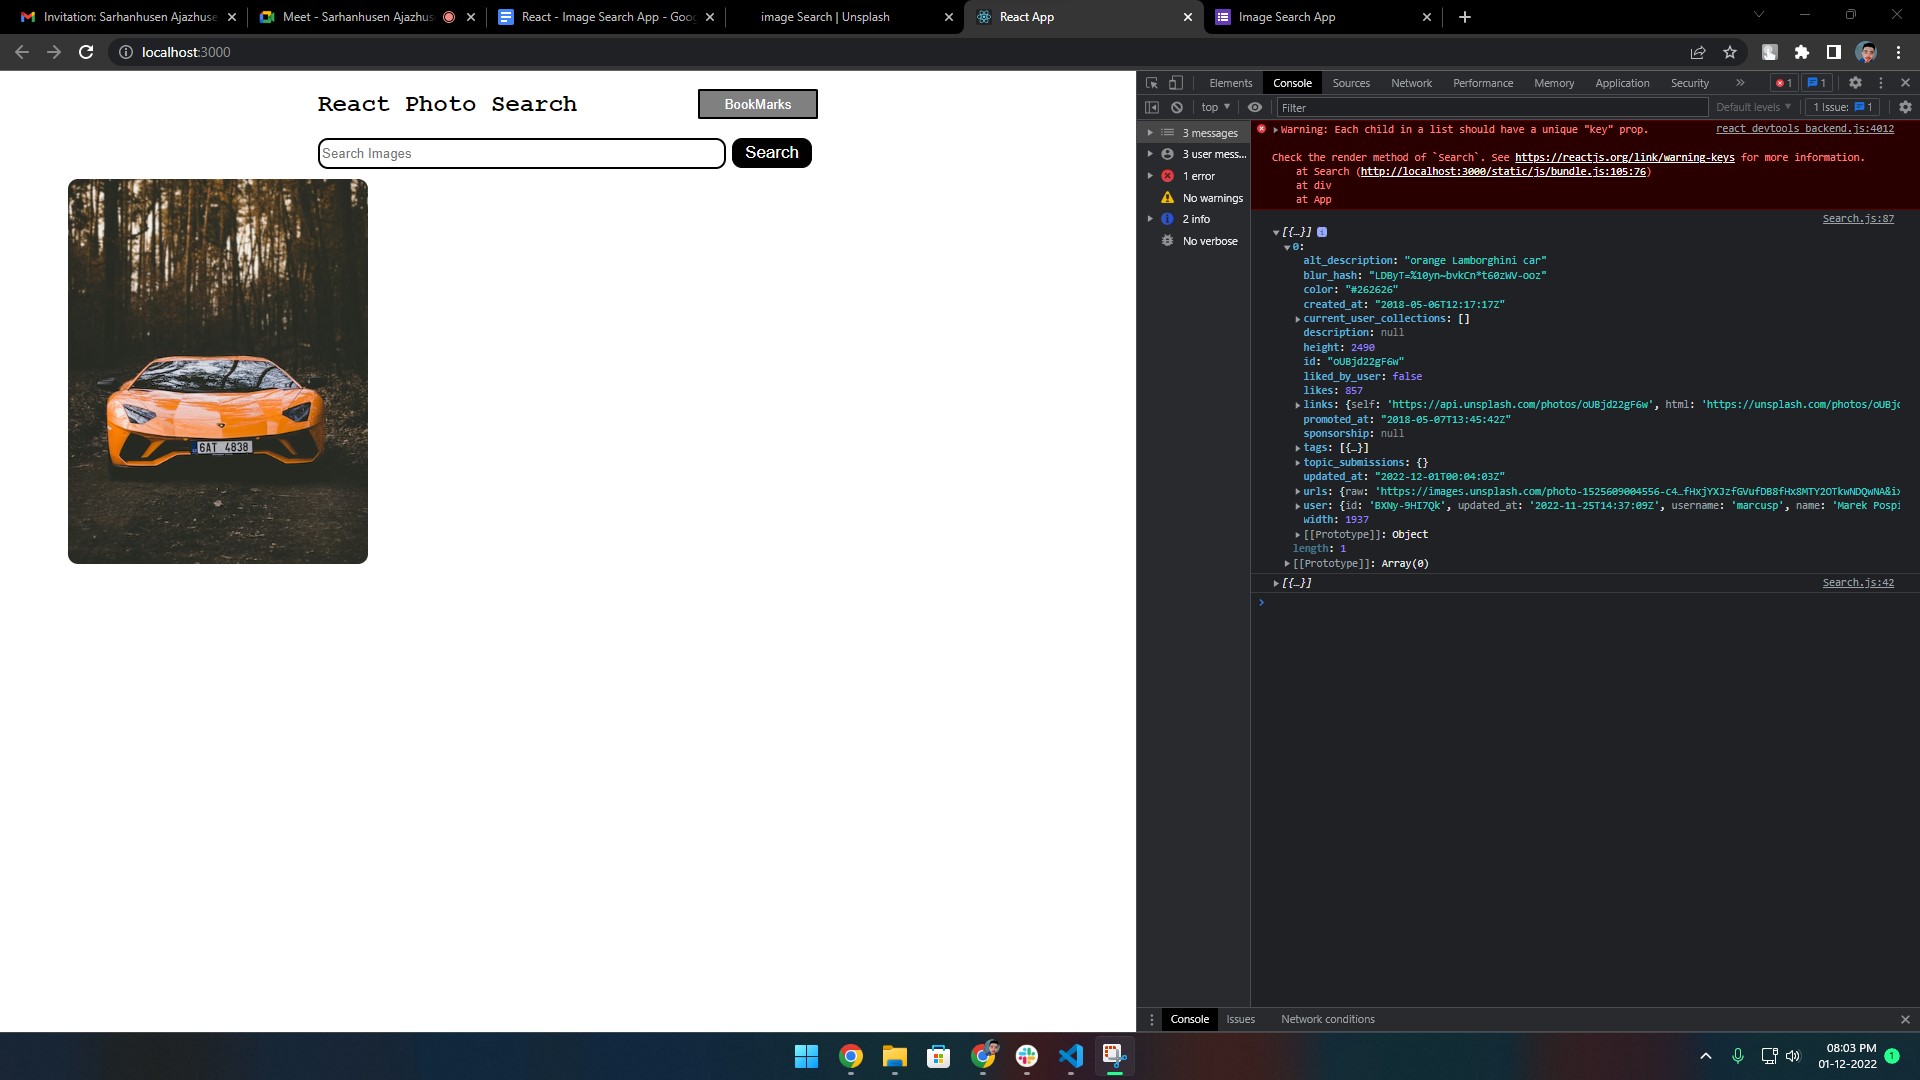 Invitation: Sarhanhusen Ajazhuse
Meet - Sarhanhusen Ajazhus
React - Image Search App - Goo
image Search | Unsplash
React App
Image Search App
localhost:3000
React Photo Search
BookMarks
Search Images
Search
6AT 4838
Elements
Console
Sources
Network
Performance
Memory
Application
Security
1
1
top
Filter
Default levels
1 Issue: 1
3 messages
3 user mess...
1 error
No warnings
2 info
No verbose
Warning: Each child in a list should have a unique "key" prop.
react_devtools_backend.js:4012
Check the render method of `Search`. See https://reactjs.org/link/warning-keys for more information.
at Search (http://localhost:3000/static/js/bundle.js:105:76)
at div
at App
Search.js:87
[{…}]
0:
alt_description: "orange Lamborghini car"
blur_hash: "LDByT=%10yn~bvkCn*t60zWV-ooz"
color: "#262626"
created_at: "2018-05-06T12:17:17Z"
current_user_collections: []
description: null
height: 2490
id: "oUBjd22gF6w"
liked_by_user: false
likes: 857
links: {self: 'https://api.unsplash.com/photos/oUBjd22gF6w', html: 'https://unsplash.com/photos/oUBjd
promoted_at: "2018-05-07T13:45:42Z"
sponsorship: null
tags: [{…}]
topic_submissions: {}
updated_at: "2022-12-01T00:04:03Z"
urls: {raw: 'https://images.unsplash.com/photo-1525609004556-c4…fHxjYXJzfGVufDB8fHx8MTY2OTkwNDQwNA&ix
user: {id: 'BXNy-9HI7Qk', updated_at: '2022-11-25T14:37:09Z', username: 'marcusp', name: 'Marek Pospi
width: 1937
[[Prototype]]: Object
length: 1
[[Prototype]]: Array(0)
[{…}]
Search.js:42
Console
Issues
Network conditions
08:03 PM
01-12-2022
1